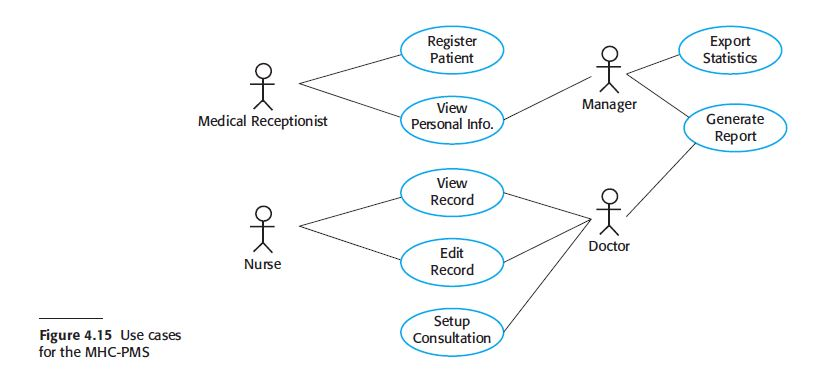 Register
Patient
Export
Statistics
Medical Receptionist
View
Personal Info.
Manager
Generate
Report
View
Record
Nurse
Edit
Record
Doctor
Setup
Consultation
Figure 4.15 Use cases
for the MHC-PMS